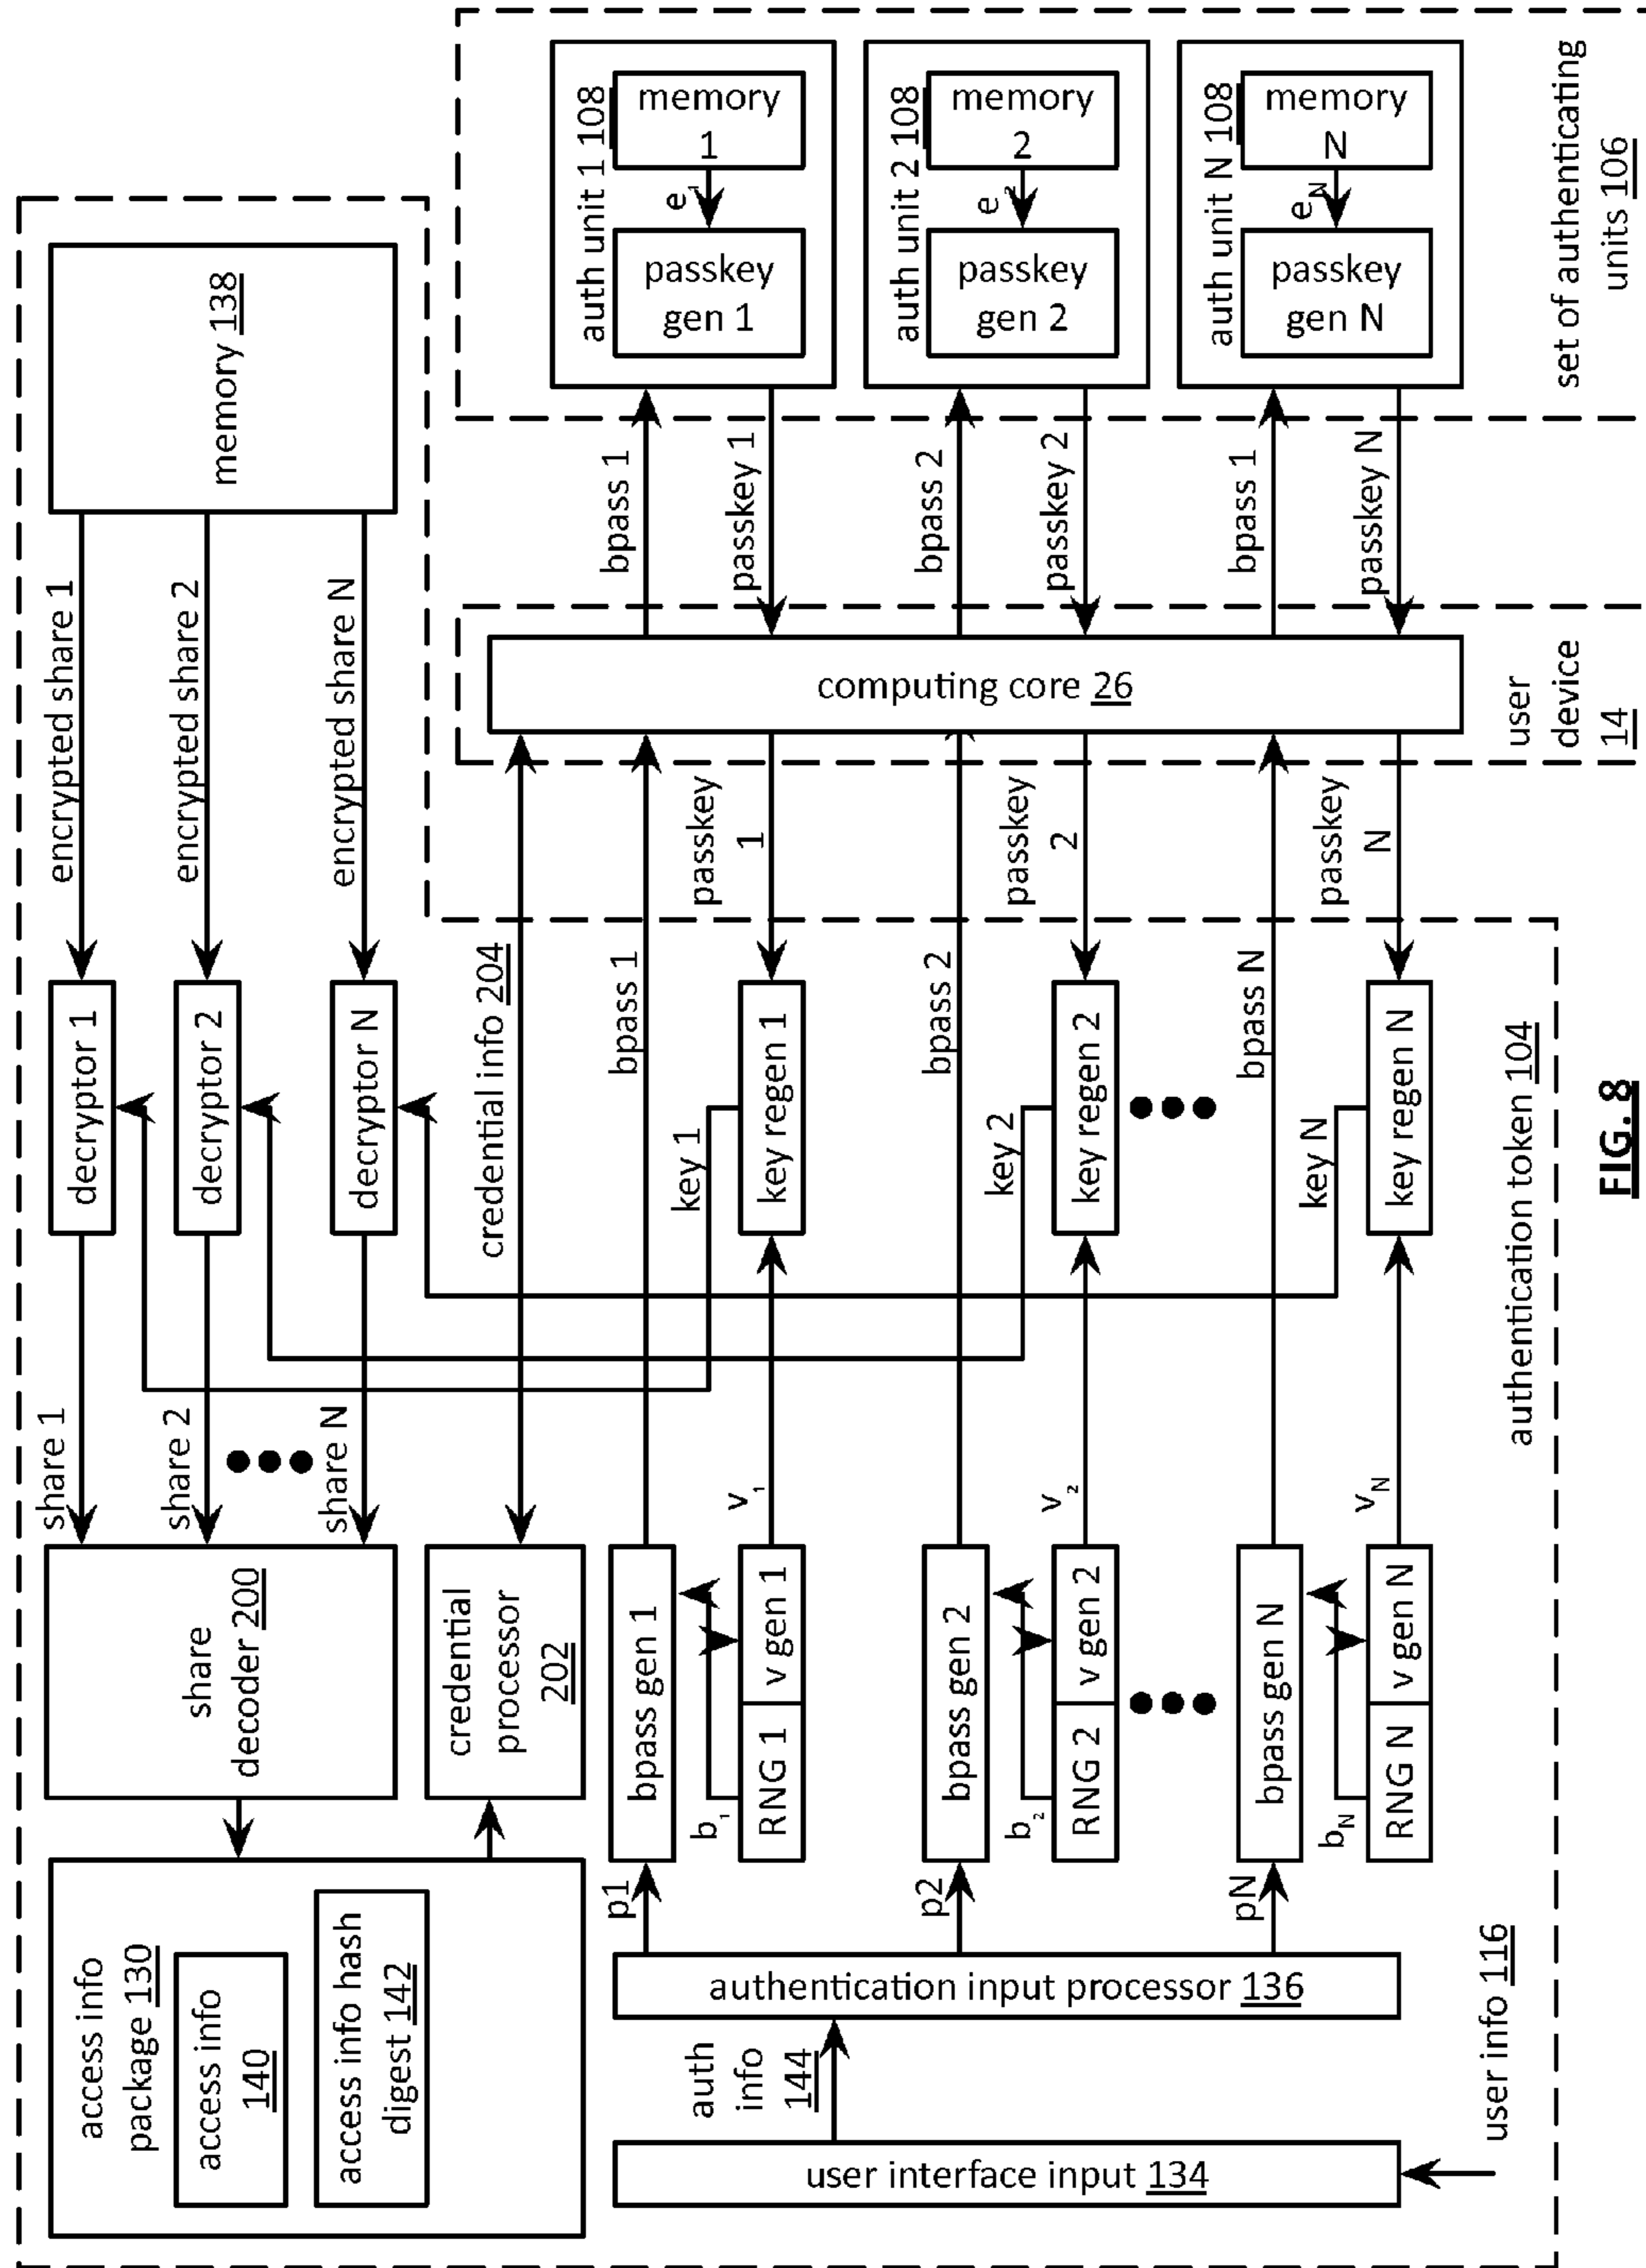 access info
package 130
access info
140
access info hash
digest 142
share
decoder 200
share 1
share 2
share N
decryptor 1
decryptor 2
decryptor N
encrypted share 1
encrypted share 2
encrypted share N
memory 138
credential
processor
202
credential info 204
user interface input 134
auth
info
144
authentication input processor 136
user info 116
p1
bpass gen 1
b1
RNG 1
v gen 1
v1
bpass 1
key 1
key regen 1
passkey
1
p2
bpass gen 2
b2
RNG 2
v gen 2
v2
bpass 2
key 2
key regen 2
passkey
2
pN
bpass gen N
bN
RNG N
v gen N
vN
bpass N
key N
key regen N
passkey
N
authentication token 104
computing core 26
user
device
14
bpass 1
passkey 1
bpass 2
passkey 2
bpass 1
passkey N
auth unit 1 108
passkey
gen 1
e1
memory
1
auth unit 2 108
passkey
gen 2
e2
memory
2
auth unit N 108
passkey
gen N
eN
memory
N
set of authenticating
units 106
FIG. 8